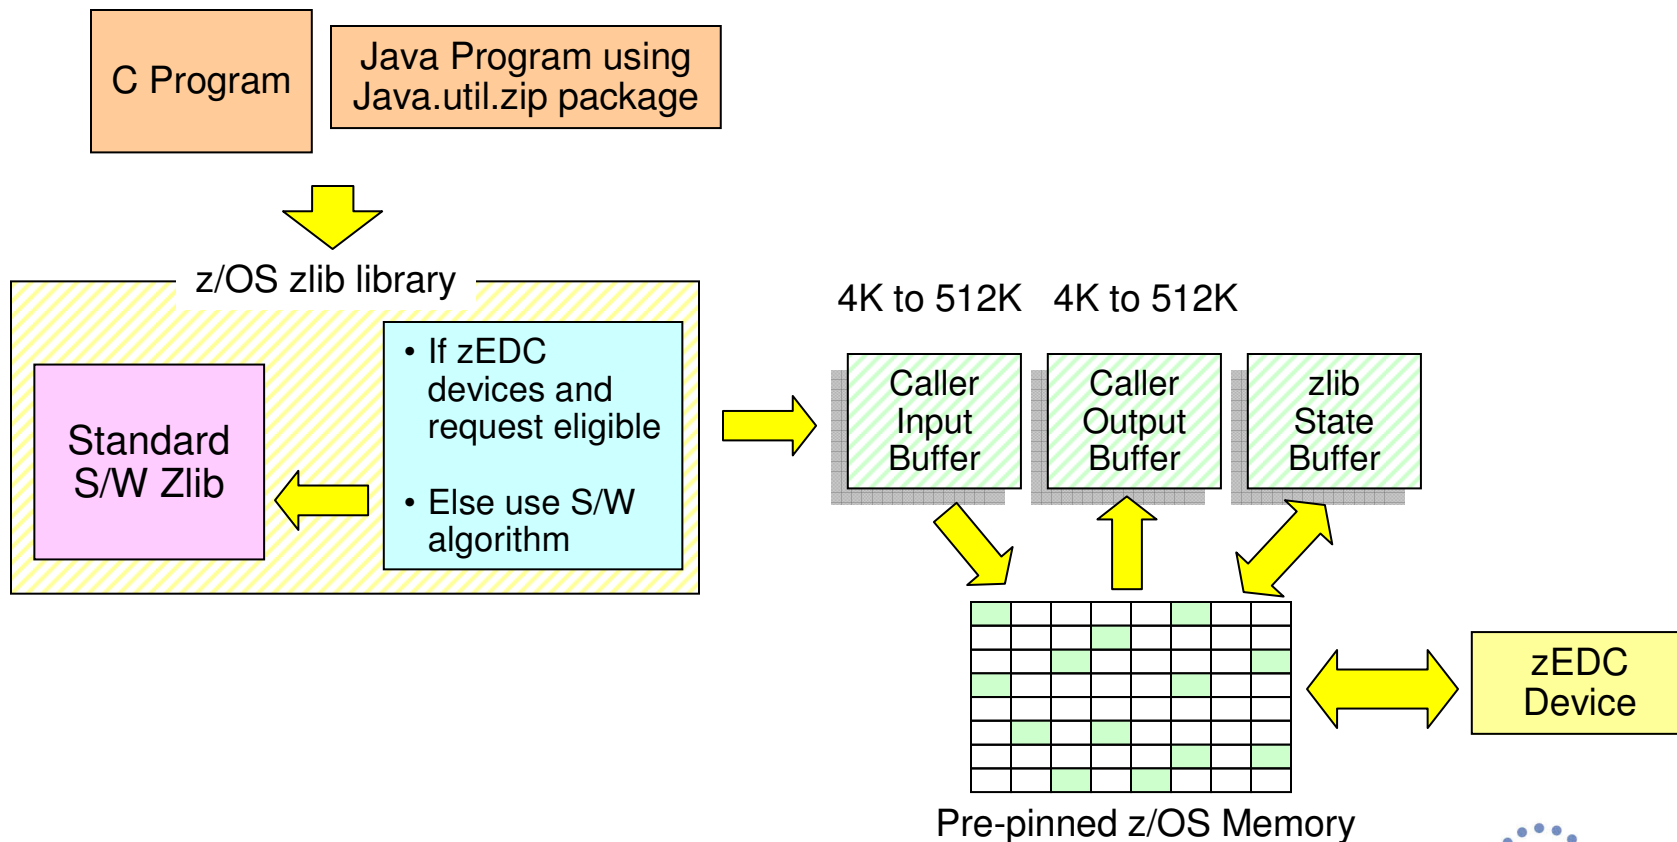 C Program
Java Program using
Java.util.zip package
z/OS zlib library
Standard
S/W Zlib
• If zEDC
devices and
request eligible
• Else use S/W
algorithm
4K to 512K
4K to 512K
Caller
Input
Buffer
Caller
Output
Buffer
zlib
State
Buffer
zEDC
Device
Pre-pinned z/OS Memory